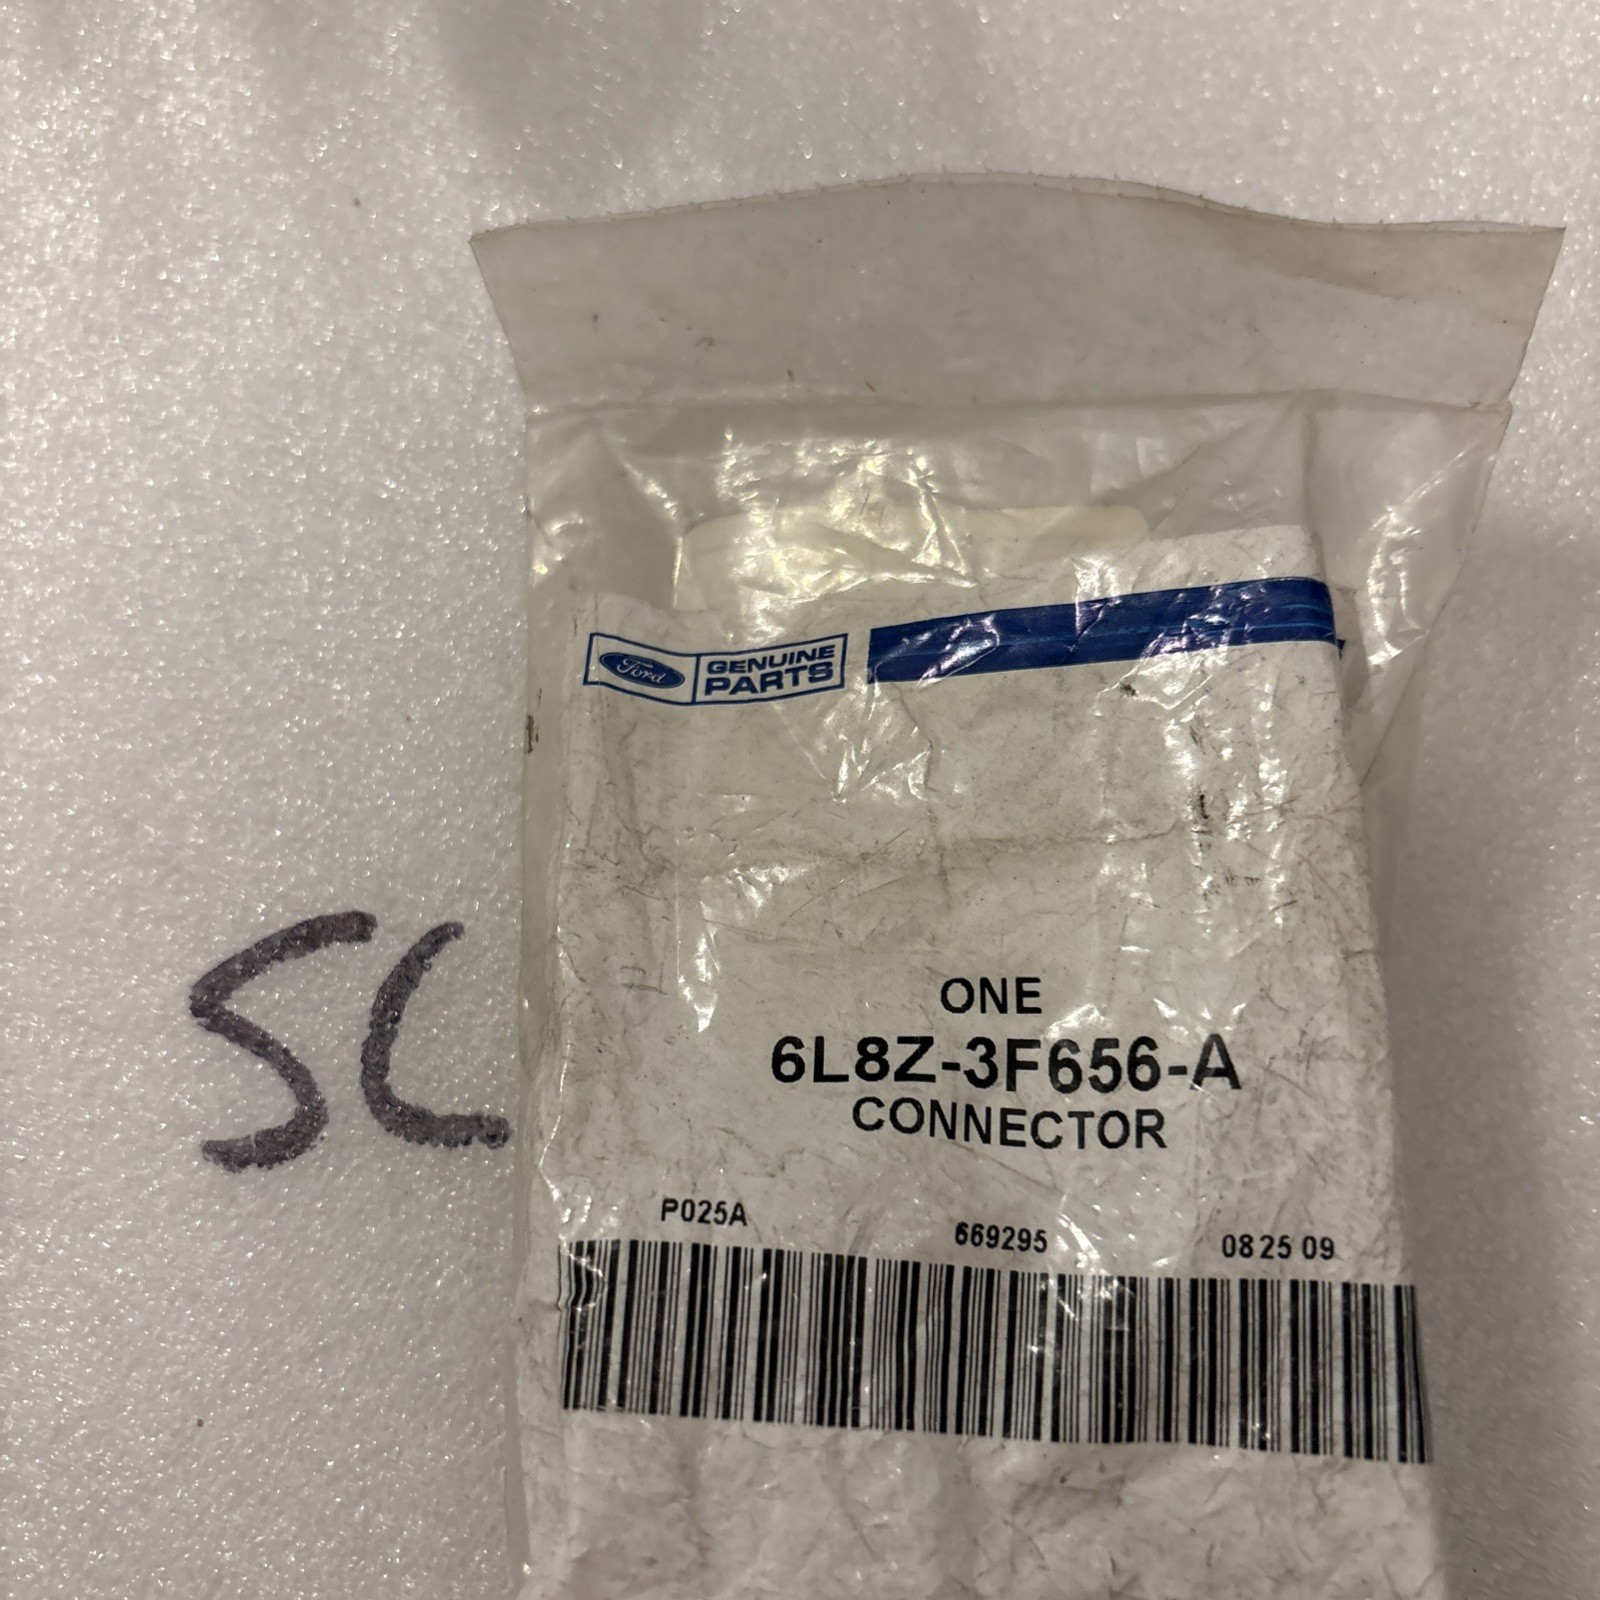 Ford
GENUINE
PARTS
ONE
6L8Z-3F656-A
CONNECTOR
SC
P025A 669295 08 25 09